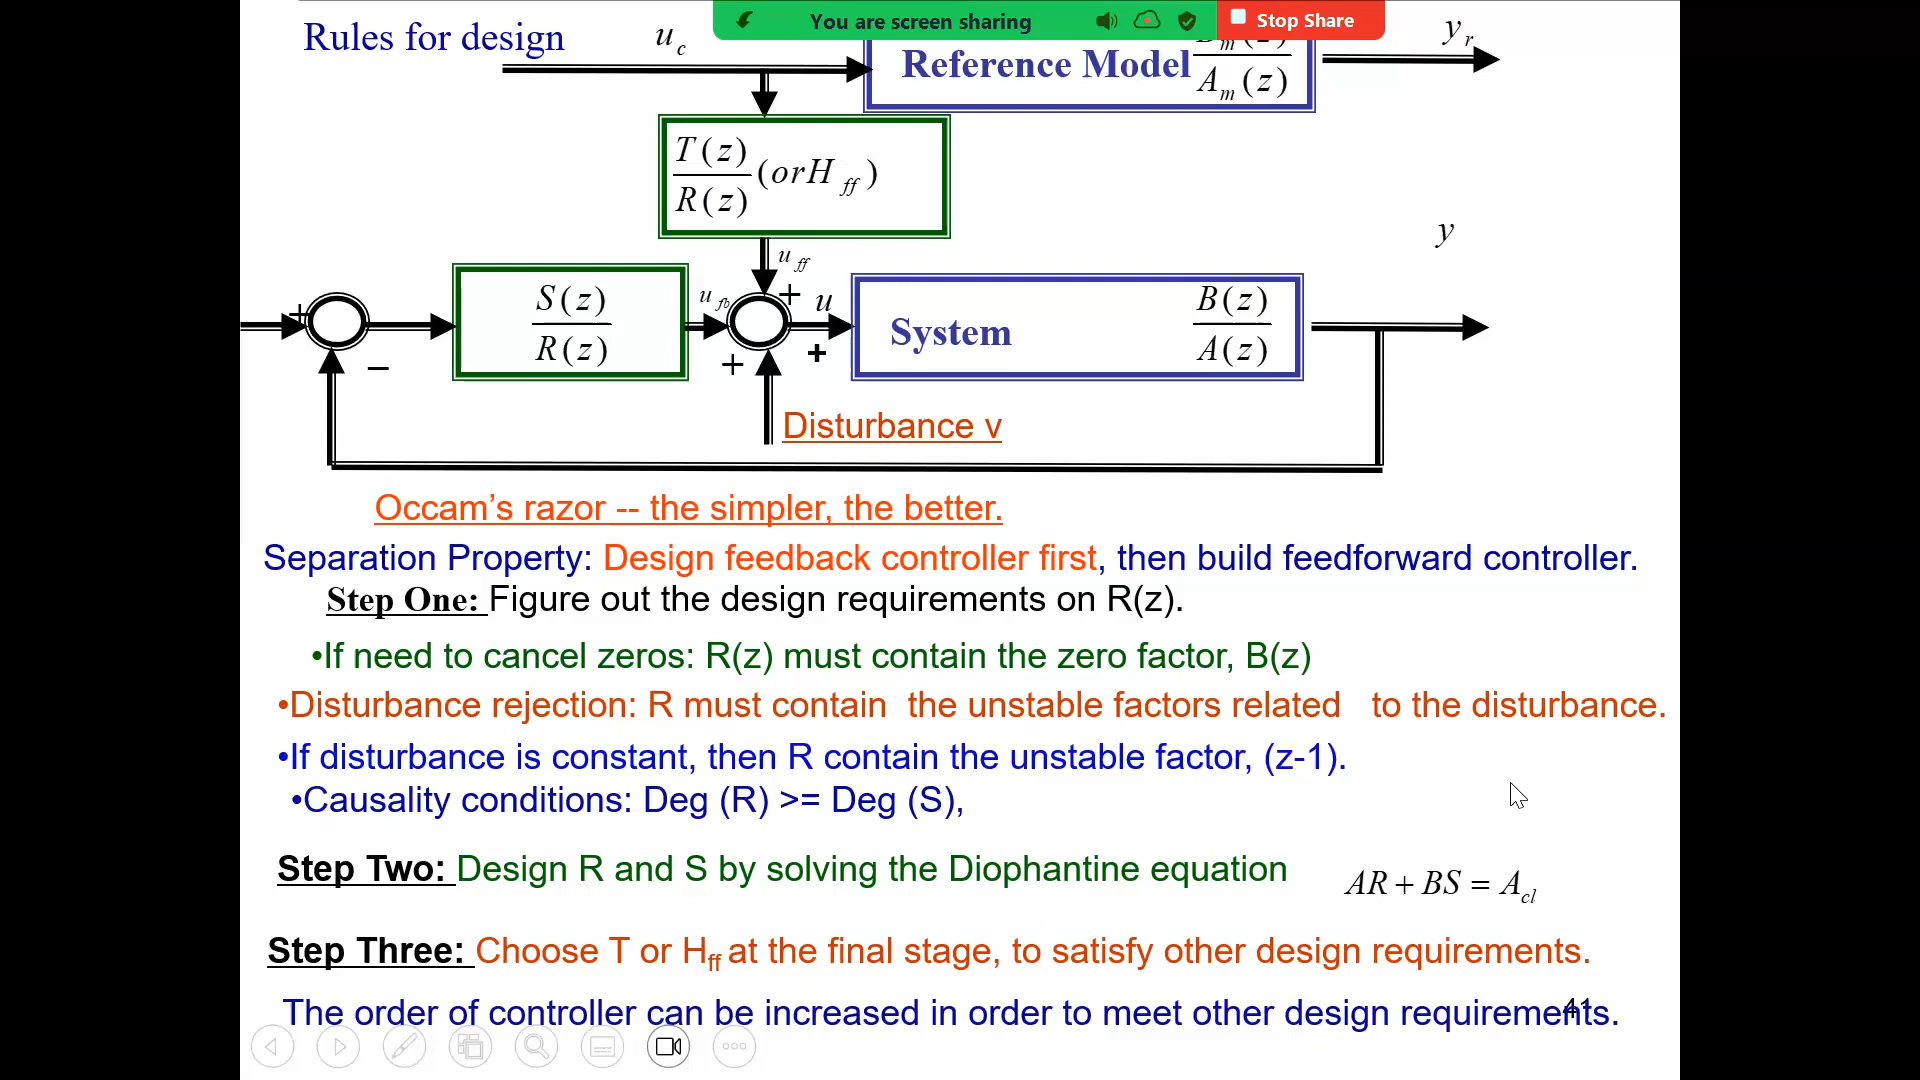 You are screen sharing
Stop Share
Rules for design
u_c
Reference Model B_m(z) / A_m(z)
y_r
T(z) / R(z) (or H_ff)
y
u_ff
+
+ S(z) / R(z) u_fb u System B(z) / A(z)
− + +
Disturbance v
Occam’s razor -- the simpler, the better.
Separation Property: Design feedback controller first, then build feedforward controller.
Step One: Figure out the design requirements on R(z).
•If need to cancel zeros: R(z) must contain the zero factor, B(z)
•Disturbance rejection: R must contain the unstable factors related to the disturbance.
•If disturbance is constant, then R contain the unstable factor, (z-1).
•Causality conditions: Deg (R) >= Deg (S),
Step Two: Design R and S by solving the Diophantine equation AR + BS = A_cl
Step Three: Choose T or H_ff at the final stage, to satisfy other design requirements.
The order of controller can be increased in order to meet other design requirements.
41